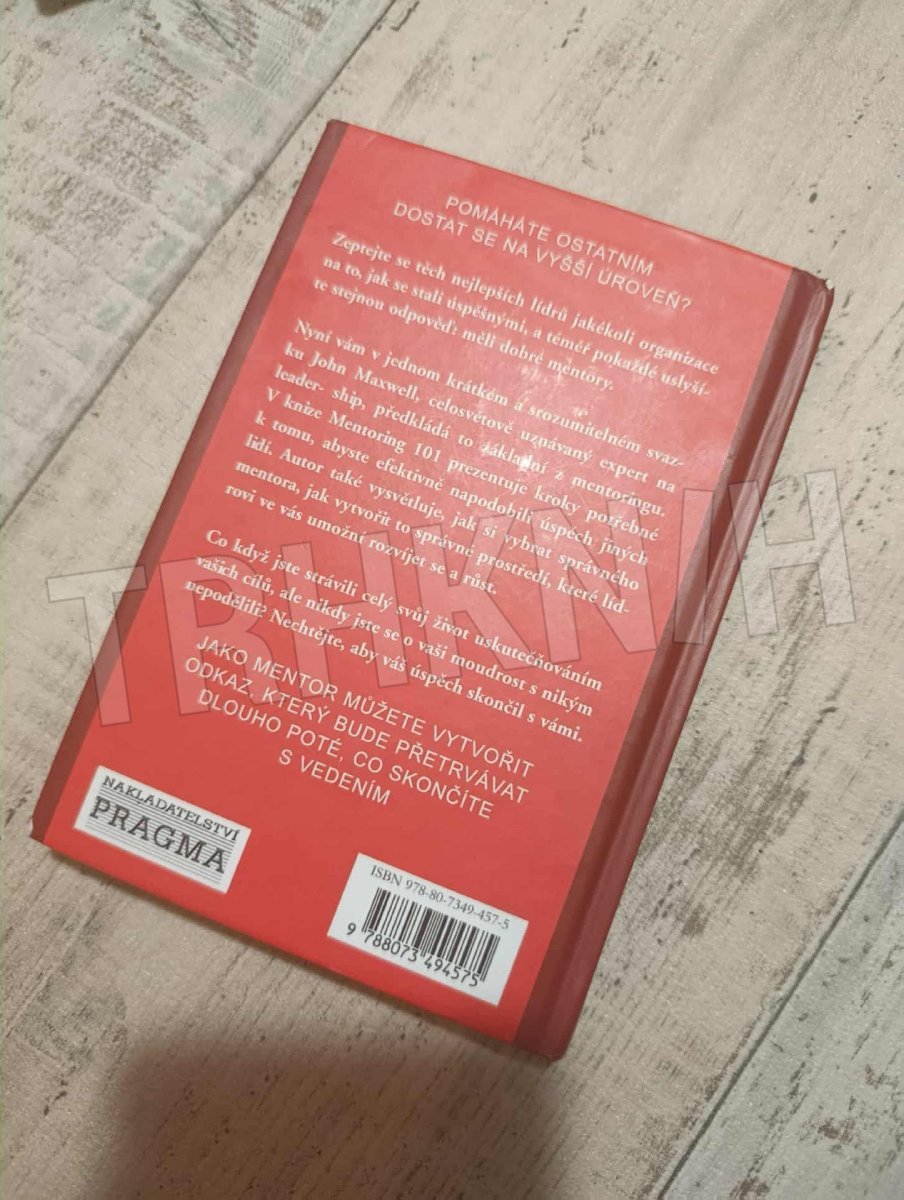 POMÁHÁTE OSTATNÍM
DOSTAT SE NA VYŠŠÍ ÚROVEŇ?
Zeptejte se těch nejlepších lídrů jakékoli organizace
na to, jak se stali úspěšnými, a téměř pokaždé uslyší-
te stejnou odpověď: měli dobré mentory.
Nyní vám v jednom krátkém a srozumitelném svaz-
ku John Maxwell, celosvětově uznávaný expert na
leader- ship, předkládá to základní z mentoringu.
V knize Mentoring 101 prezentuje kroky potřebné
k tomu, abyste efektivně napodobili úspěch jiných
lidí. Autor také vysvětluje, jak si vybrat správného
mentora, jak vytvořit to správné prostředí, které líd-
rovi ve vás umožní rozvíjet se a růst.
Co když jste strávili celý svůj život uskutečňováním
vašich cílů, ale nikdy jste se o vaši moudrost s nikým
nepodělili? Nechtějte, aby váš úspěch skončil s vámi.
JAKO MENTOR MŮŽETE VYTVOŘIT
ODKAZ, KTERÝ BUDE PŘETRVÁVAT
DLOUHO POTÉ, CO SKONČÍTE
S VEDENÍM
NAKLADATELSTVÍ
PRAGMA
ISBN 978-80-7349-457-5
9 788073 494575
TRHKNIH